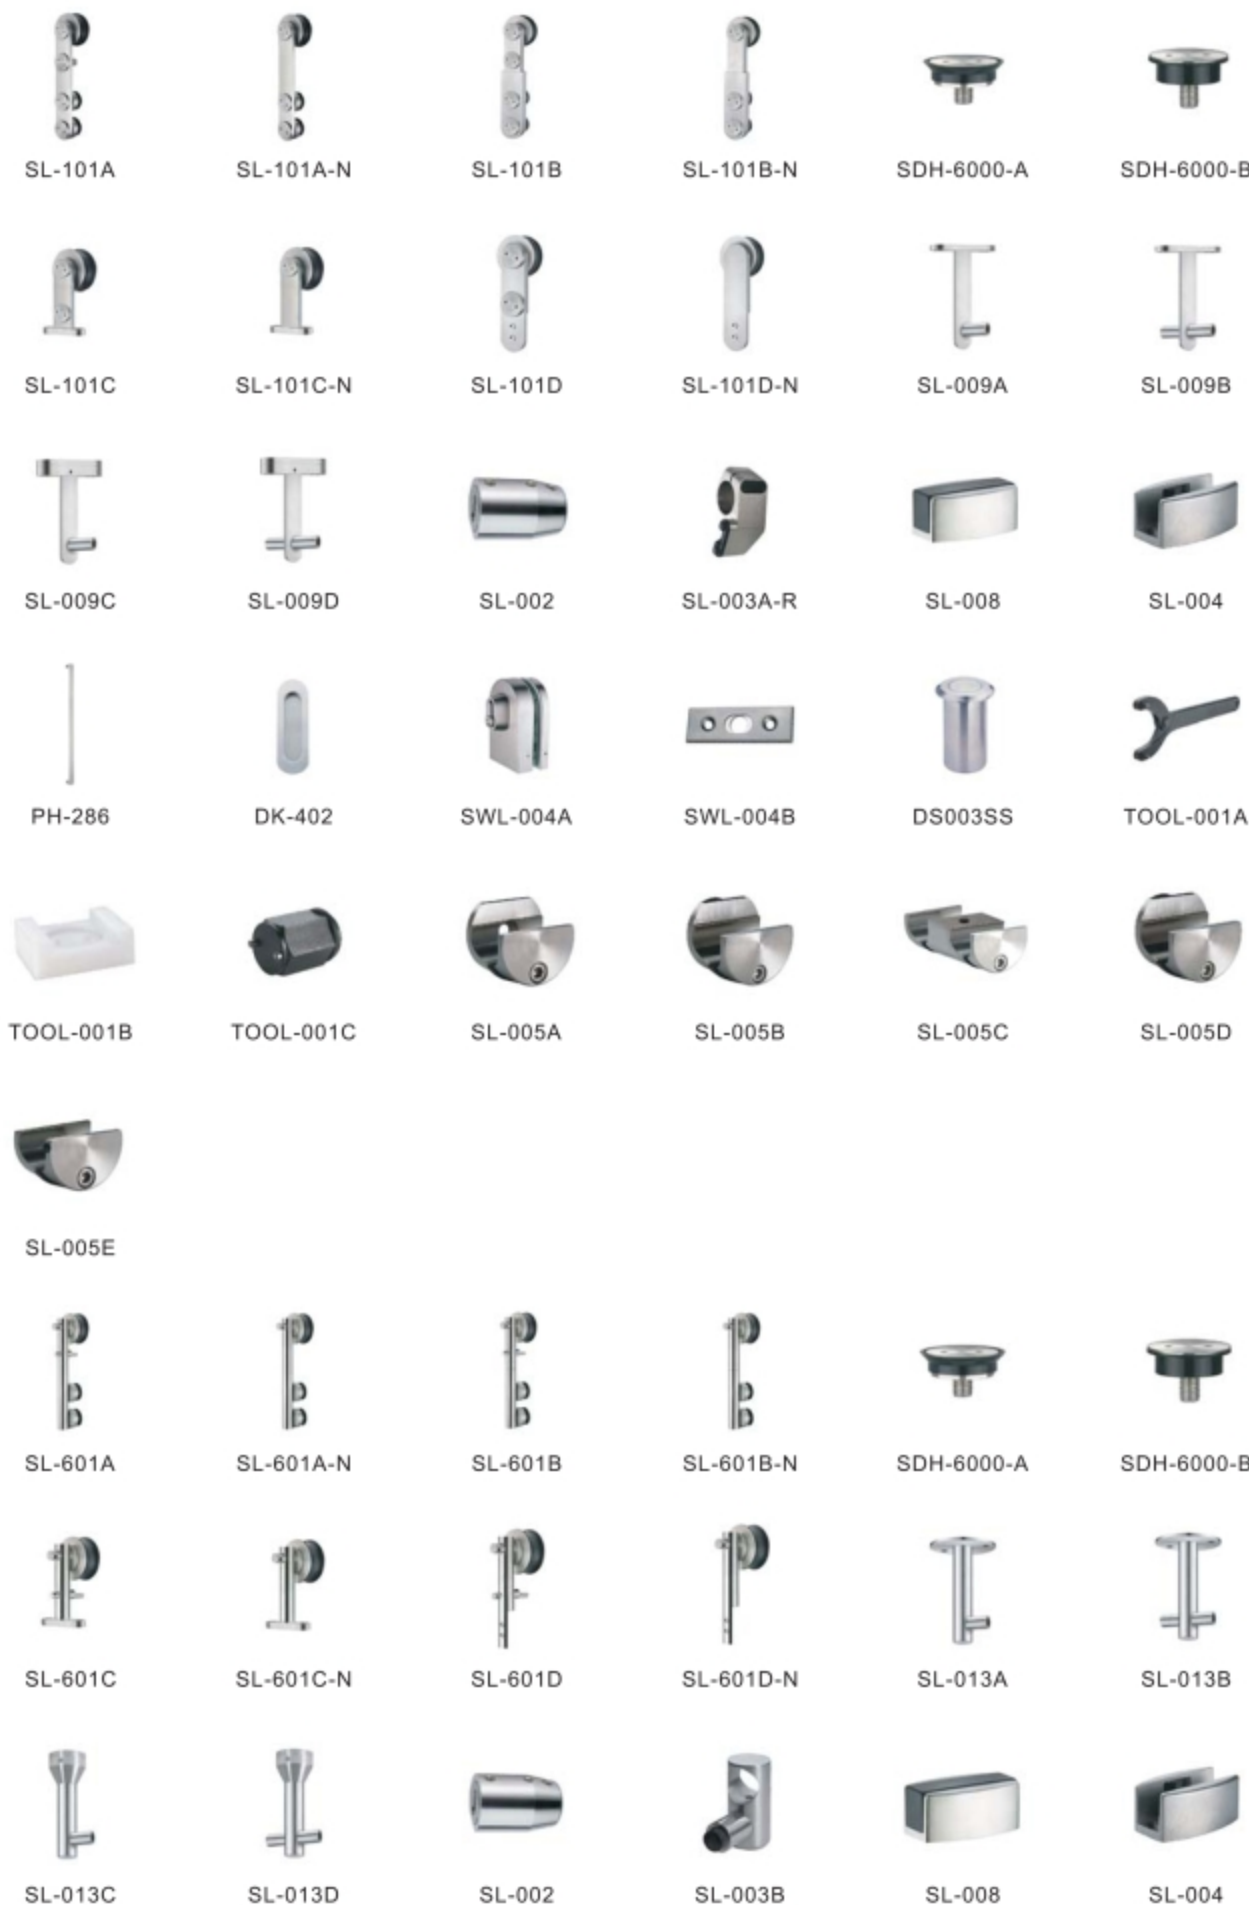 SL-101A SL-101A-N SL-101B SL-101B-N SDH-6000-A SDH-6000-B
SL-101C SL-101C-N SL-101D SL-101D-N SL-009A SL-009B
SL-009C SL-009D SL-002 SL-003A-R SL-008 SL-004
PH-286 DK-402 SWL-004A SWL-004B DS003SS TOOL-001A
TOOL-001B TOOL-001C SL-005A SL-005B SL-005C SL-005D
SL-005E
SL-601A SL-601A-N SL-601B SL-601B-N SDH-6000-A SDH-6000-B
SL-601C SL-601C-N SL-601D SL-601D-N SL-013A SL-013B
SL-013C SL-013D SL-002 SL-003B SL-008 SL-004